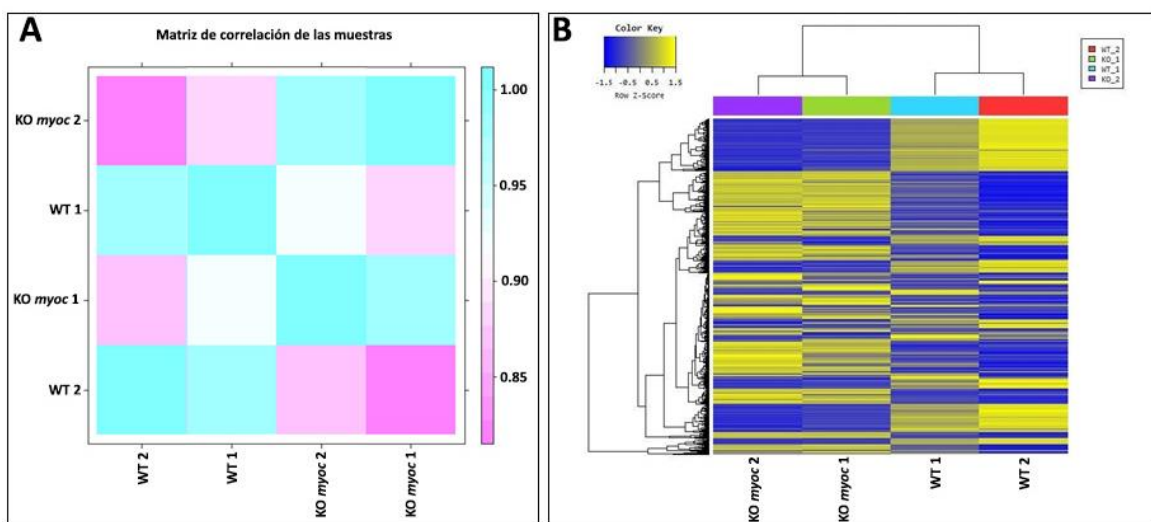 A
Matriz de correlación de las muestras
KO myoc 2
WT 1
KO myoc 1
WT 2
1.00
0.95
0.90
0.85
WT 2
WT 1
KO myoc 2
KO myoc 1
B
Color Key
-1.5 -0.5 0.5 1.5
Row Z-Score
WT_2
KO_1
WT_1
KO_2
KO myoc 2
KO myoc 1
WT 1
WT 2